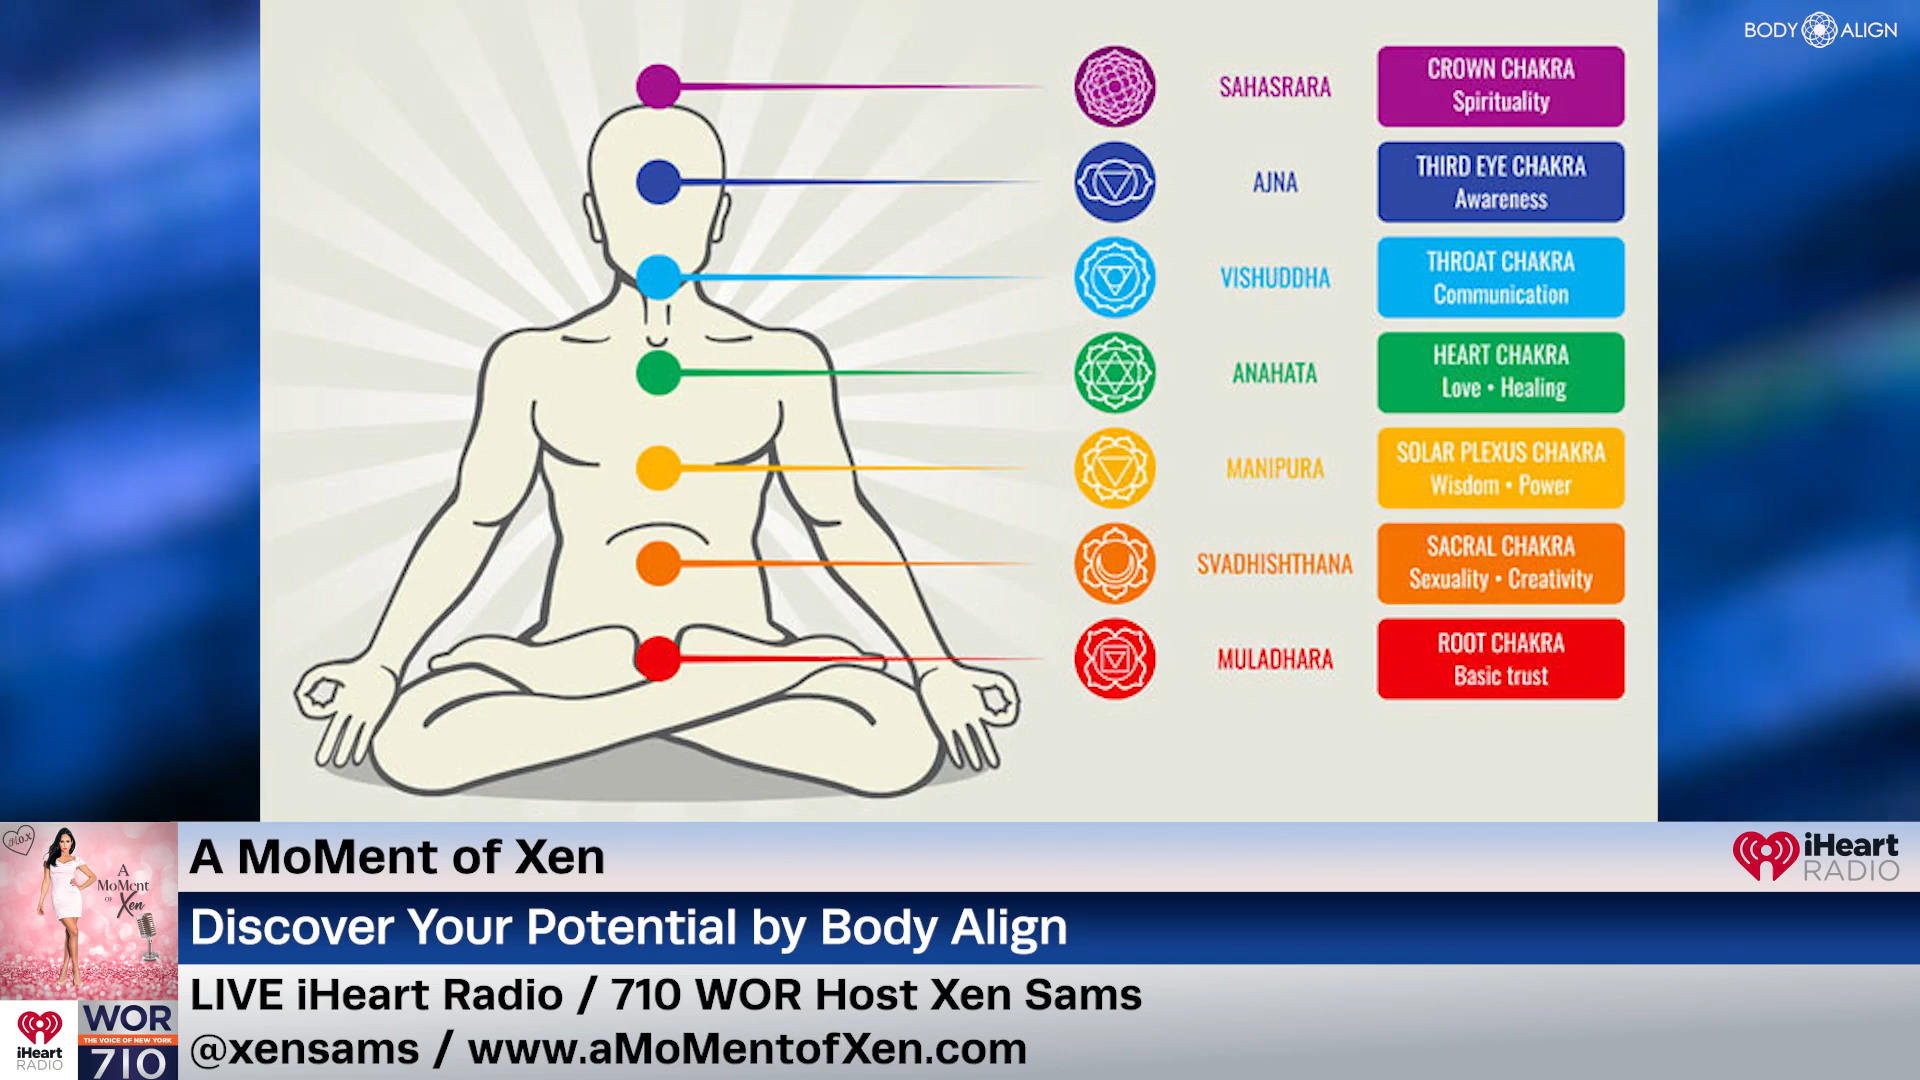 BODY ALIGN
SAHASRARA
CROWN CHAKRA
Spirituality
AJNA
THIRD EYE CHAKRA
Awareness
VISHUDDHA
THROAT CHAKRA
Communication
ANAHATA
HEART CHAKRA
Love • Healing
MANIPURA
SOLAR PLEXUS CHAKRA
Wisdom • Power
SVADHISHTHANA
SACRAL CHAKRA
Sexuality • Creativity
MULADHARA
ROOT CHAKRA
Basic trust
M.O.X
A
MoMent
OF Xen
A MoMent of Xen
iHeart
RADIO
Discover Your Potential by Body Align
LIVE iHeart Radio / 710 WOR Host Xen Sams
@xensams / www.aMoMentofXen.com
iHeart
RADIO
WOR
THE VOICE OF NEW YORK
710